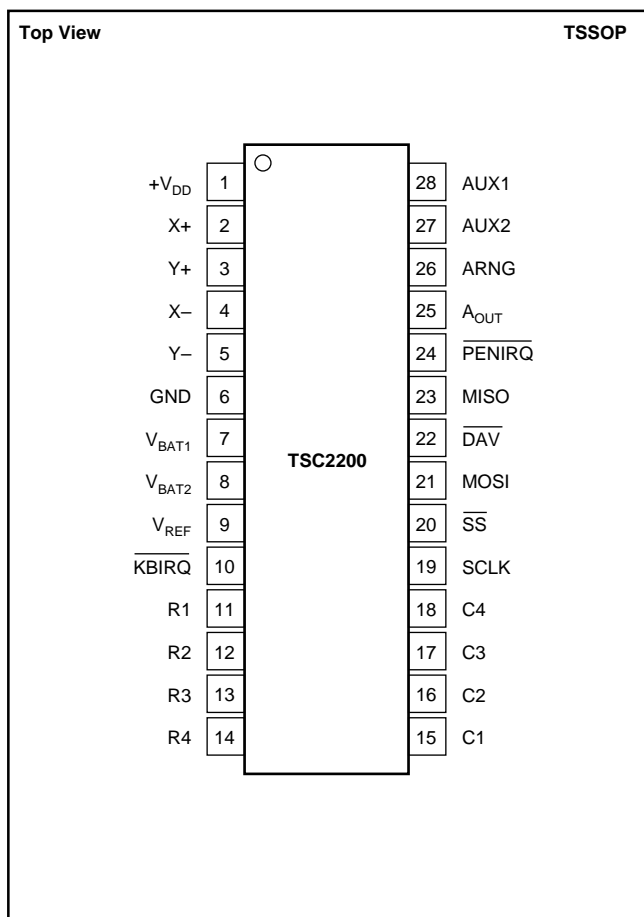 Top View TSSOP
+VDD 1 28 AUX1
X+ 2 27 AUX2
Y+ 3 26 ARNG
X– 4 25 AOUT
Y– 5 24 PENIRQ
GND 6 23 MISO
VBAT1 7 22 DAV
TSC2200
VBAT2 8 21 MOSI
VREF 9 20 SS
KBIRQ 10 19 SCLK
R1 11 18 C4
R2 12 17 C3
R3 13 16 C2
R4 14 15 C1